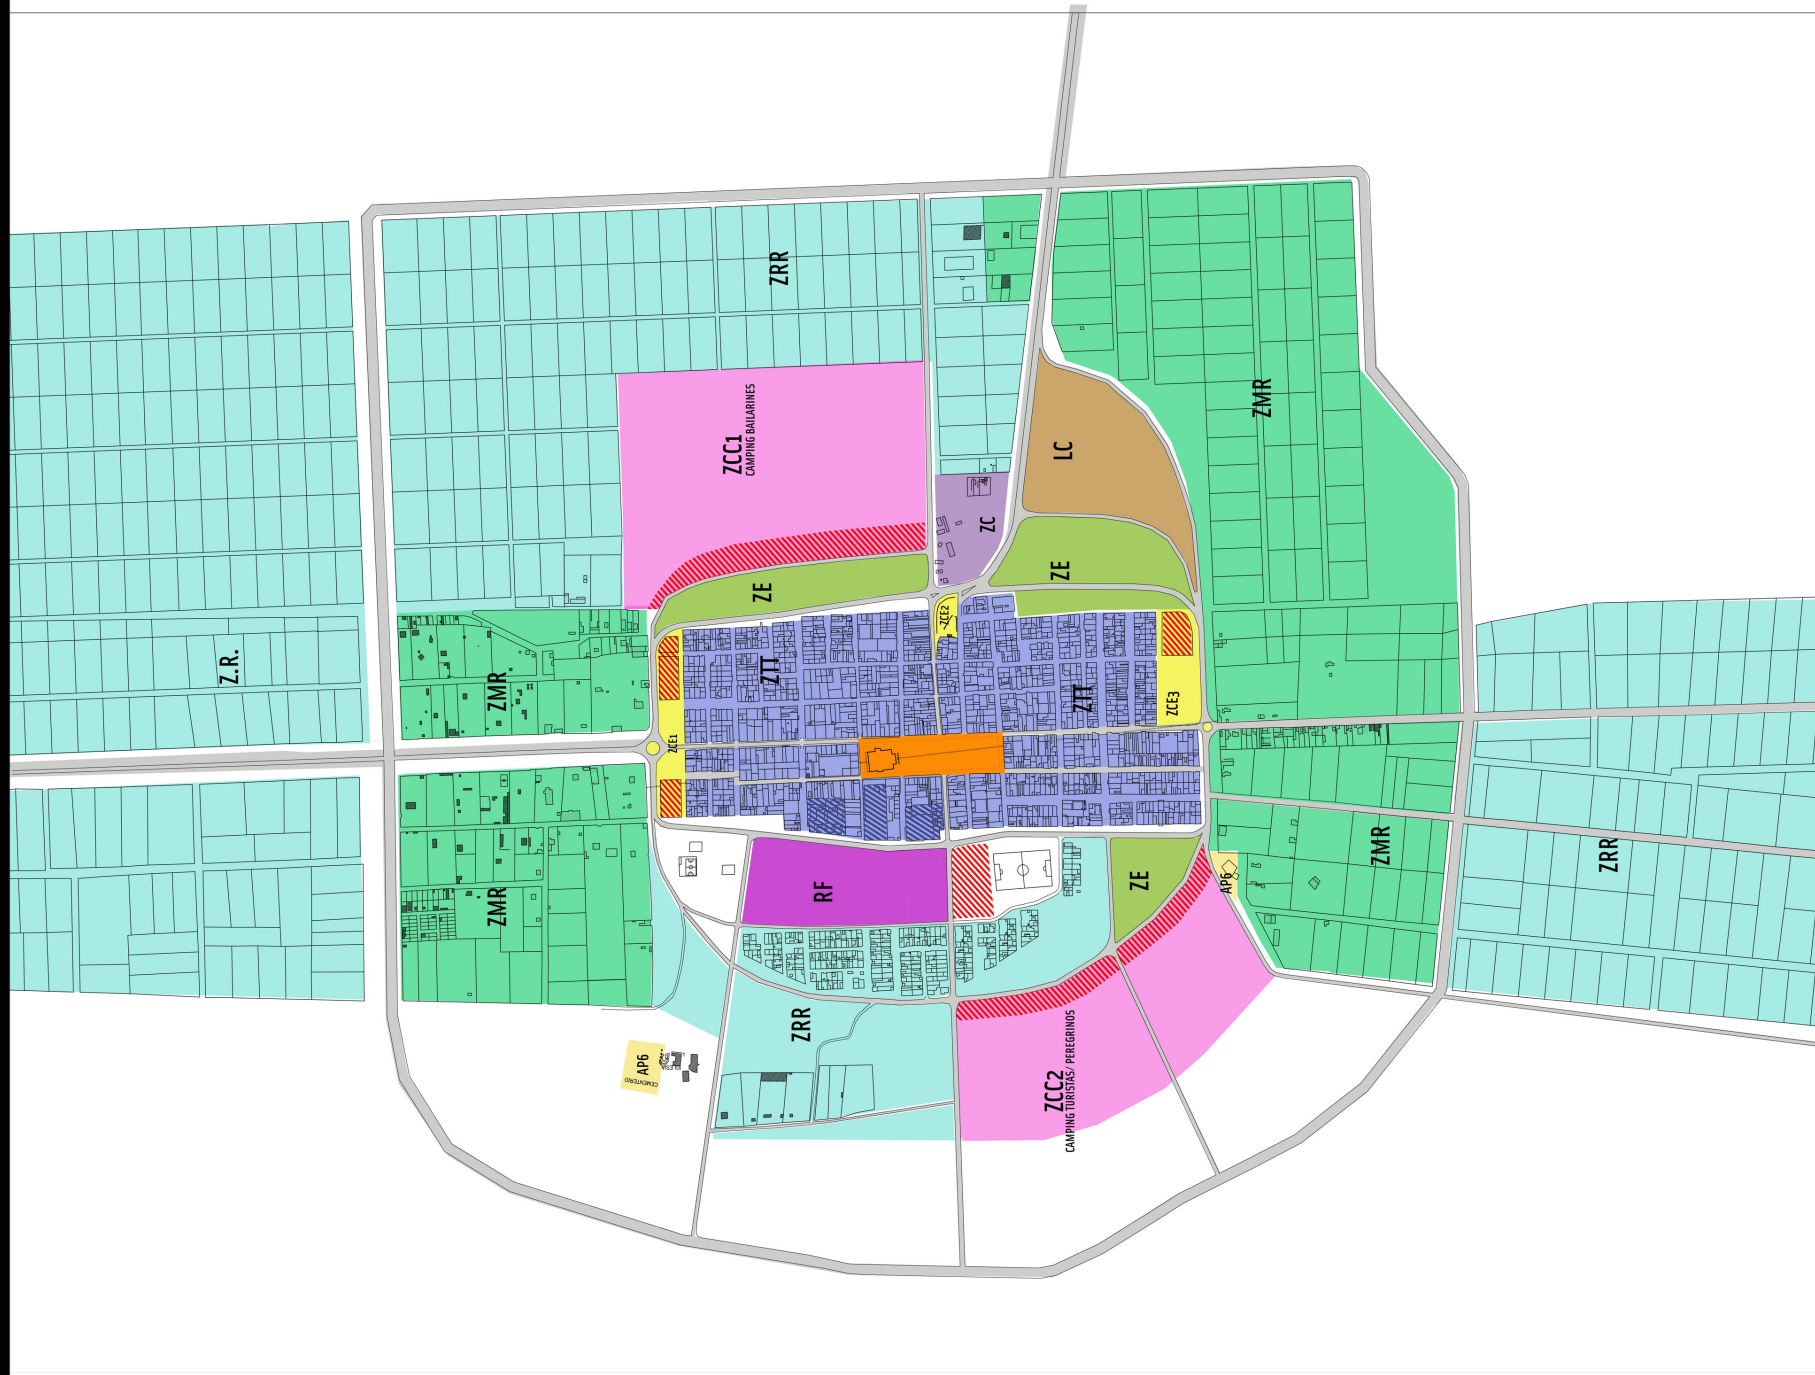 ZRR
ZCC1
CAMPING BAILARINES
ZMR
LC
ZC
ZE
ZE
ZCE2
Z.R.
ZMR
ZTT
ZTT
ZCE3
ZCE1
ZMR
RF
ZE
AP6
ZMR
ZRR
ZRR
AP6
CEMENTERIO
ZCC2
CAMPING TURISTAS/ PEREGRINOS